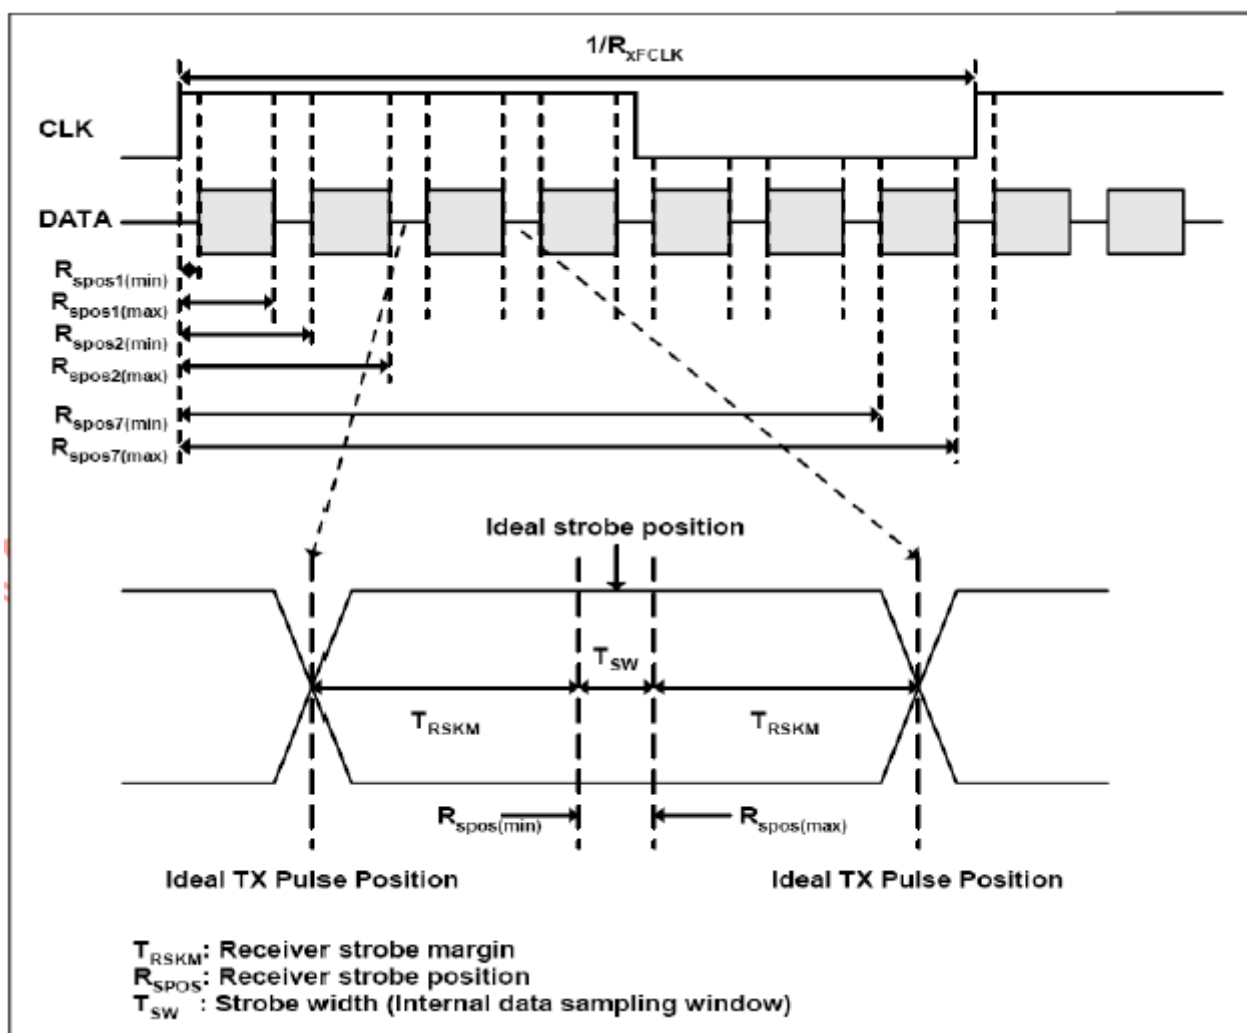 1/RxFCLK
CLK
DATA
Rspos1(min)
Rspos1(max)
Rspos2(min)
Rspos2(max)
Rspos7(min)
Rspos7(max)
Ideal strobe position
TSW
TRSKM TRSKM
Rspos(min) Rspos(max)
Ideal TX Pulse Position Ideal TX Pulse Position
TRSKM: Receiver strobe margin
RSPOS: Receiver strobe position
TSW : Strobe width (Internal data sampling window)